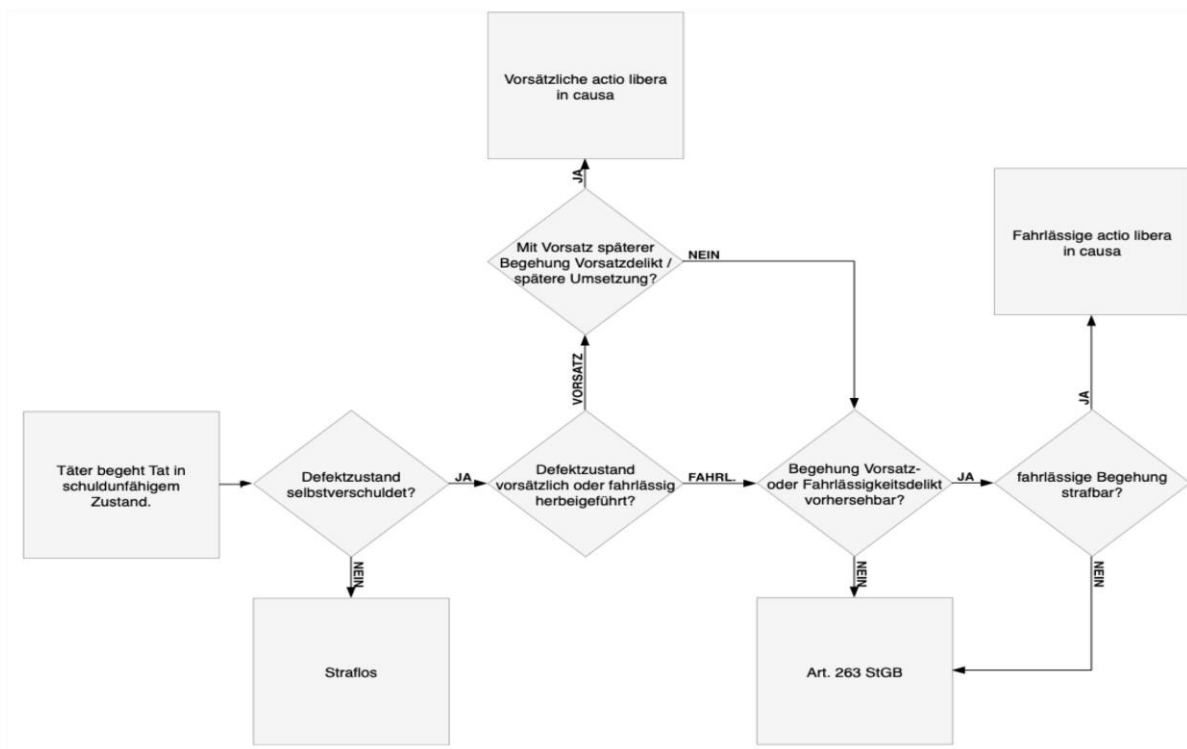 Vorsätzliche actio libera
in causa
JA
Mit Vorsatz späterer
Begehung Vorsatzdelikt /
spätere Umsetzung?
NEIN
Fahrlässige actio libera
in causa
VORSATZ
JA
Täter begeht Tat in
schuldunfähigem
Zustand.
Defektzustand
selbstverschuldet?
JA
Defektzustand
vorsätzlich oder fahrlässig
herbeigeführt?
FAHRL.
Begehung Vorsatz-
oder Fahrlässigkeitsdelikt
vorhersehbar?
JA
fahrlässige Begehung
strafbar?
NEIN
NEIN
NEIN
Straflos
Art. 263 StGB